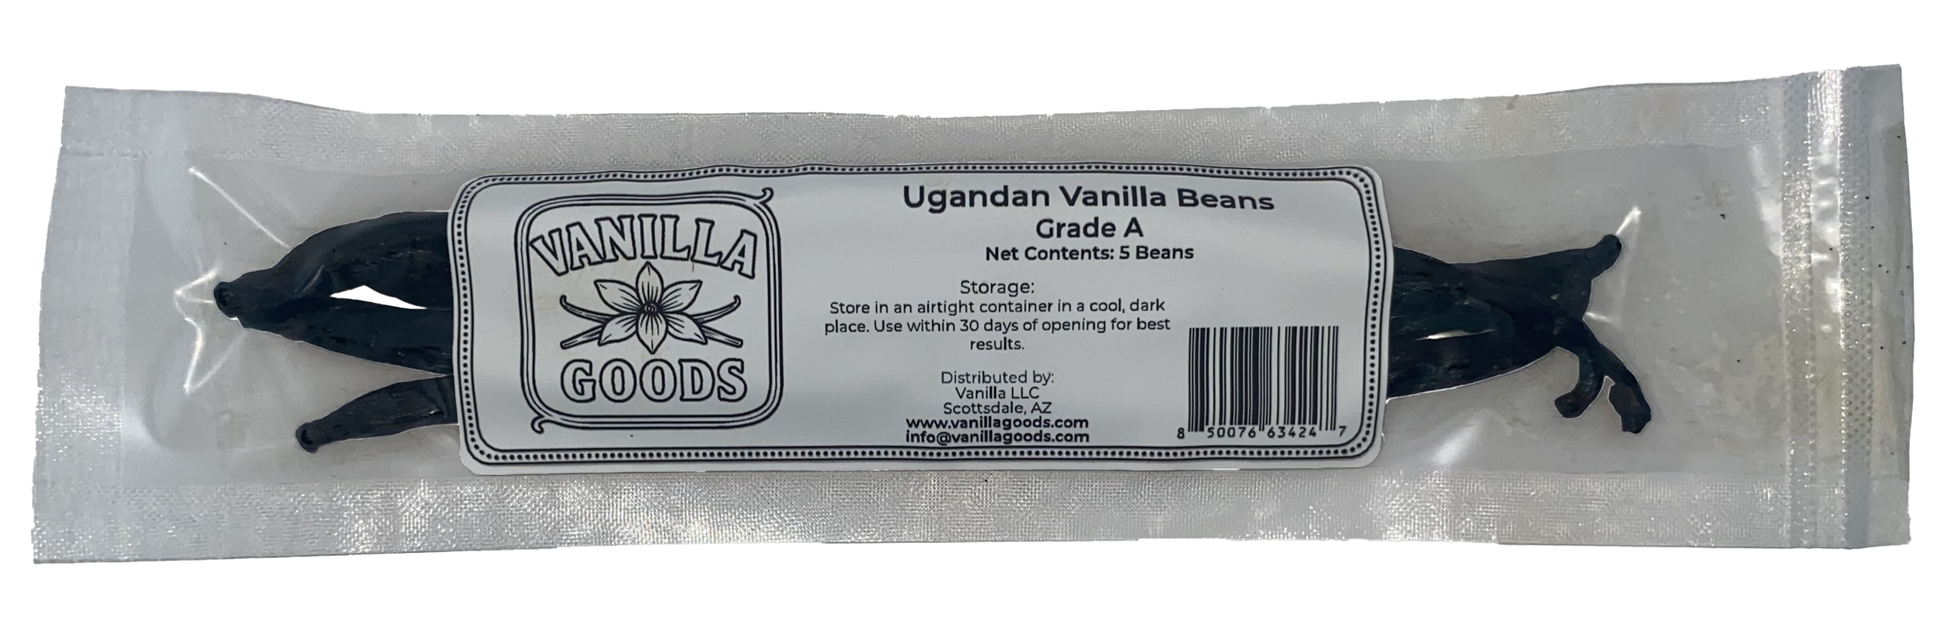 VANILLA
GOODS
Ugandan Vanilla Beans
Grade A
Net Contents: 5 Beans
Storage:
Store in an airtight container in a cool, dark
place. Use within 30 days of opening for best
results.
Distributed by:
Vanilla LLC
Scottsdale, AZ
www.vanillagoods.com
info@vanillagoods.com
8 50076 63424 7